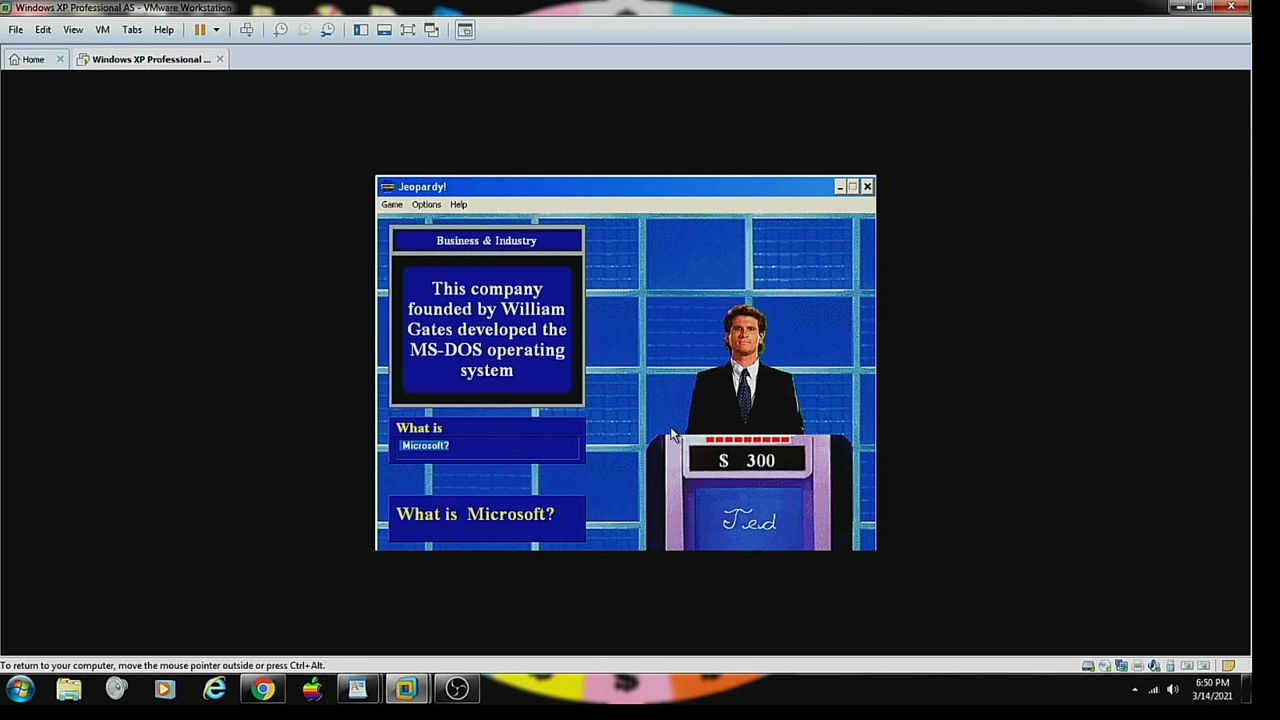 Windows XP Professional AS - VMware Workstation
File Edit View VM Tabs Help
Home
Windows XP Professional ...
Jeopardy!
Game Options Help
Business & Industry
This company
founded by William
Gates developed the
MS-DOS operating
system
What is
Microsoft?
$ 300
What is Microsoft?
Ted
To return to your computer, move the mouse pointer outside or press Ctrl+Alt.
6:50 PM
3/14/2021